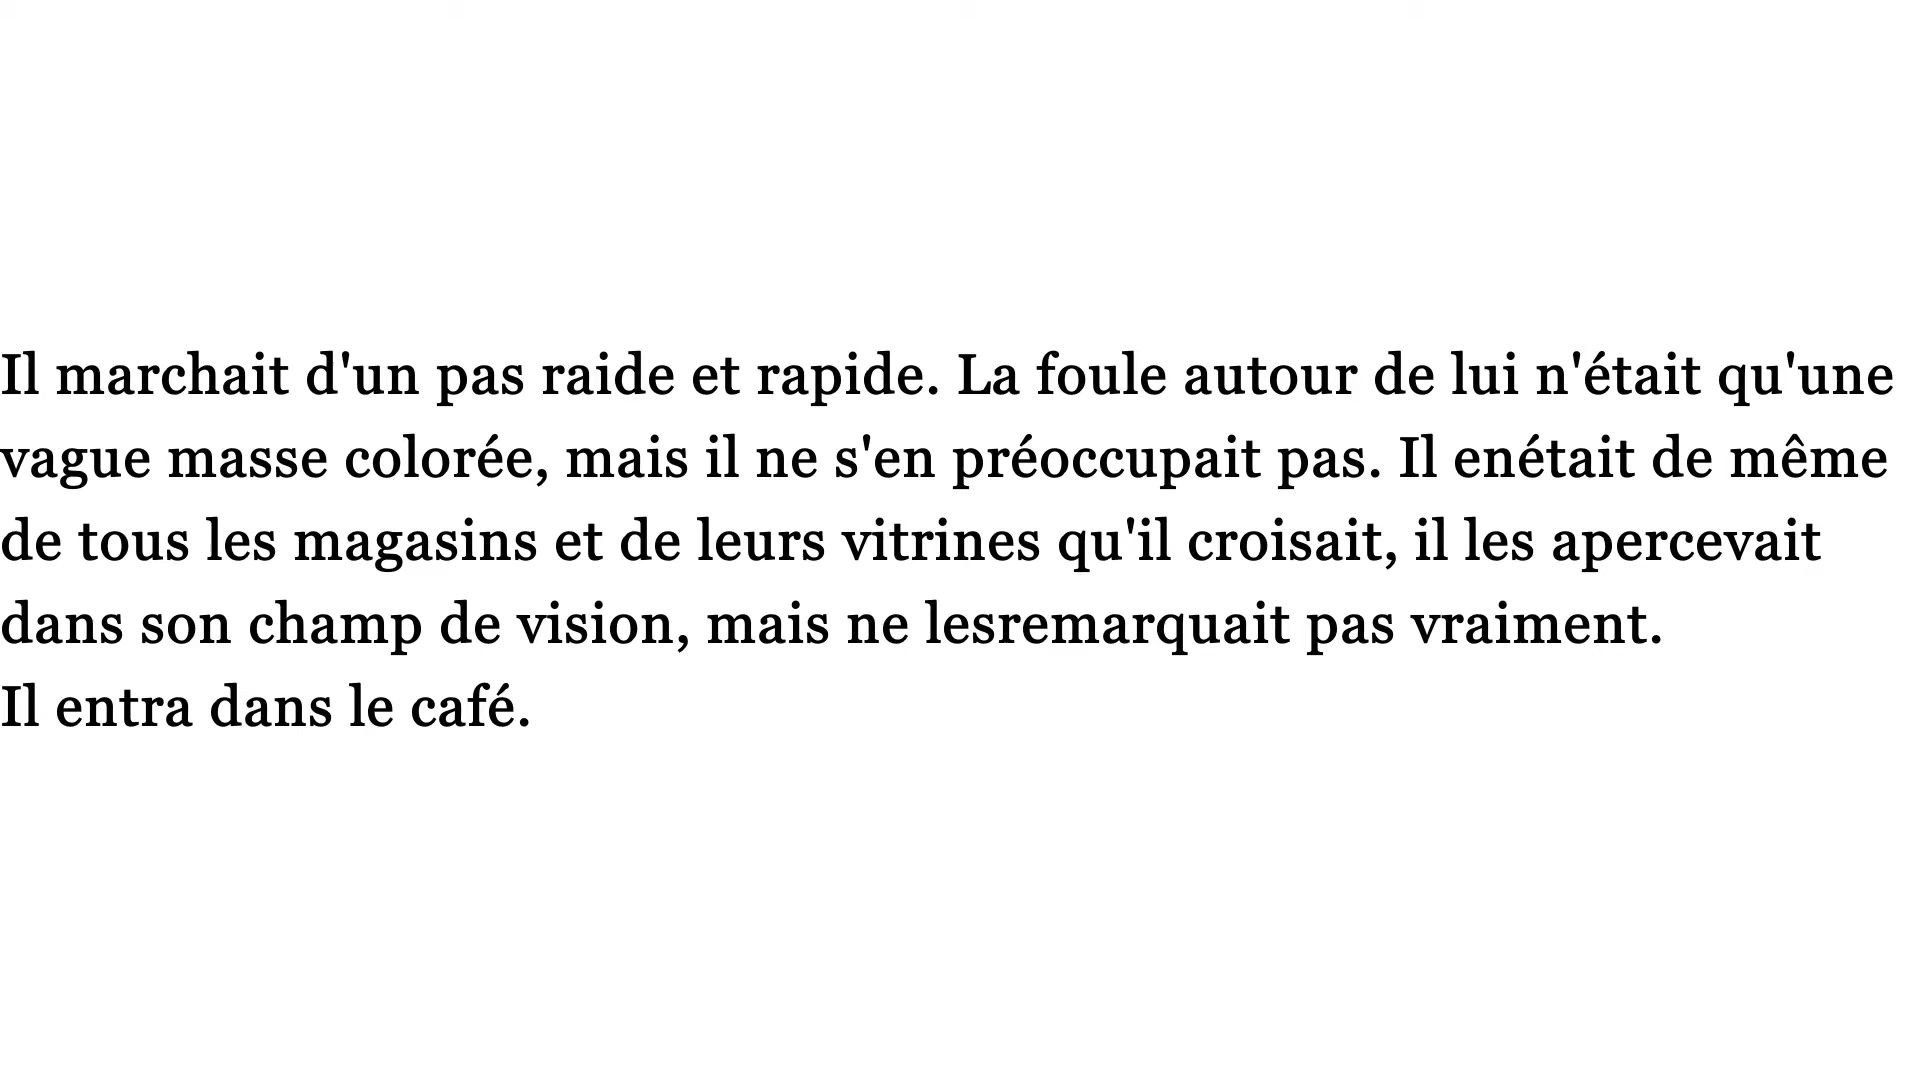 Il marchait d'un pas raide et rapide. La foule autour de lui n'était qu'une
vague masse colorée, mais il ne s'en préoccupait pas. Il enétait de même
de tous les magasins et de leurs vitrines qu'il croisait, il les apercevait
dans son champ de vision, mais ne lesremarquait pas vraiment.
Il entra dans le café.